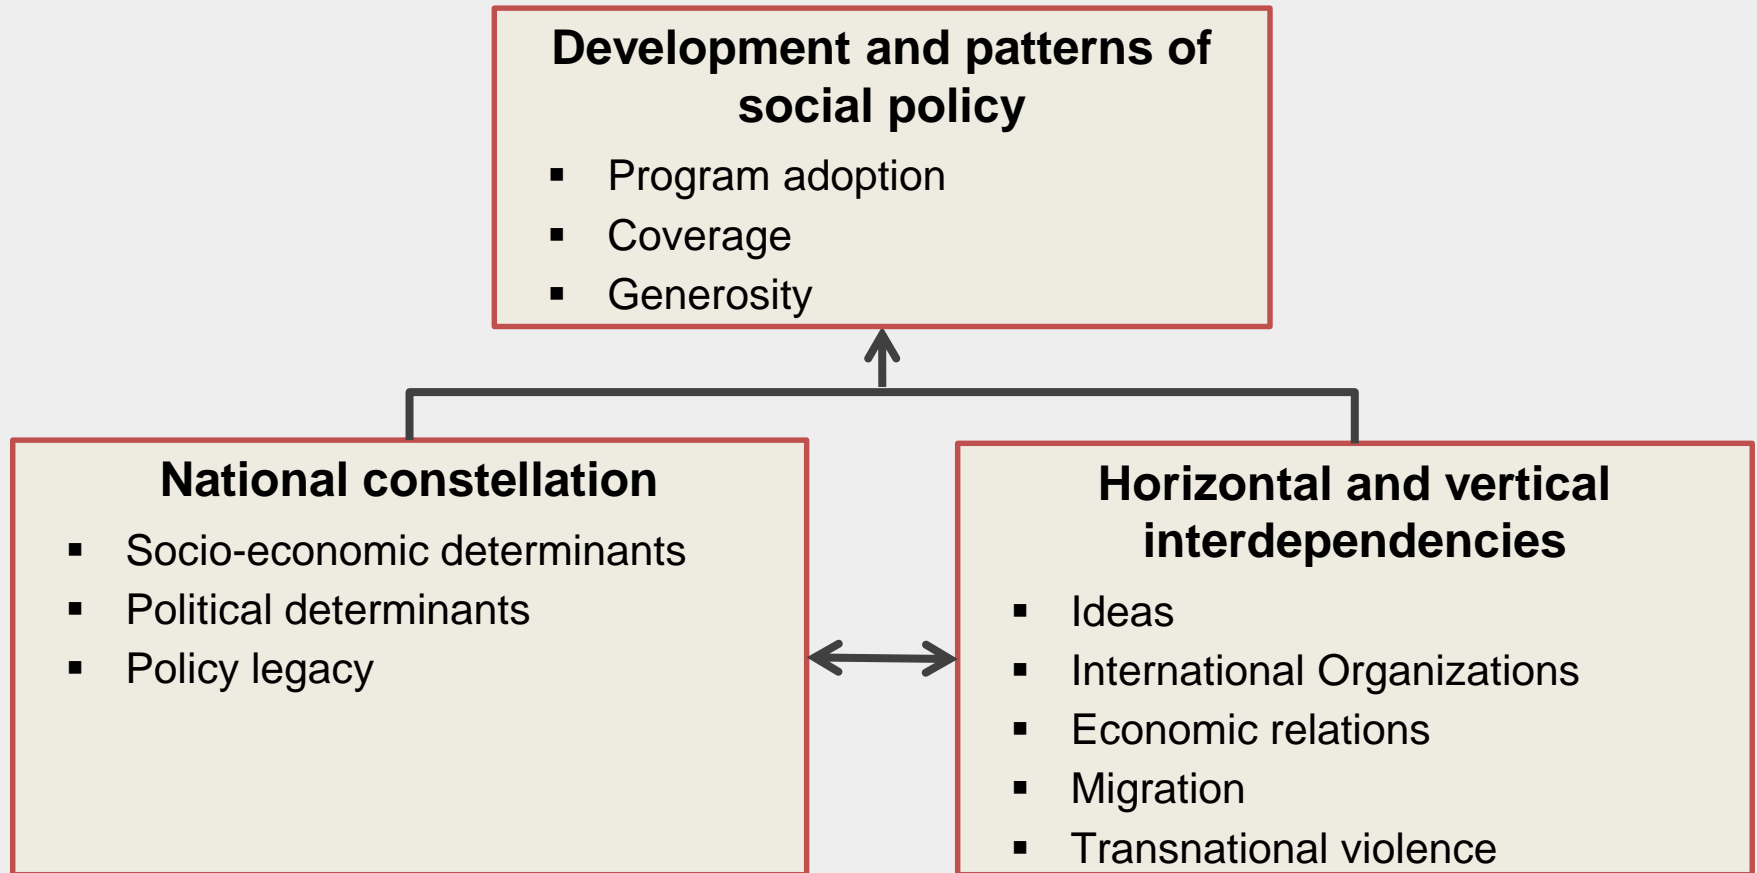 Development and patterns of
social policy
▪ Program adoption
▪ Coverage
▪ Generosity
National constellation
▪ Socio-economic determinants
▪ Political determinants
▪ Policy legacy
Horizontal and vertical
interdependencies
▪ Ideas
▪ International Organizations
▪ Economic relations
▪ Migration
▪ Transnational violence